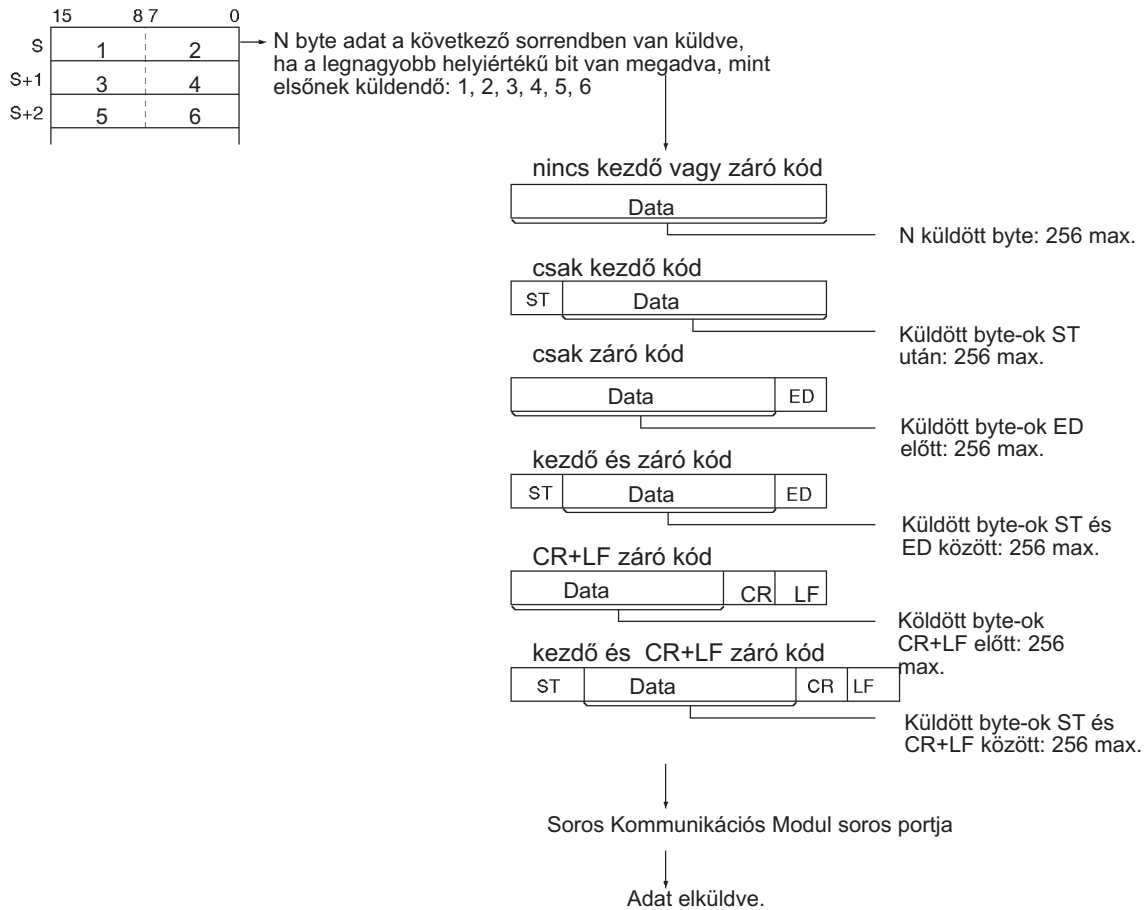 15 8 7 0
S 1 2
S+1 3 4
S+2 5 6
N byte adat a következő sorrendben van küldve,
ha a legnagyobb helyiértékű bit van megadva, mint
elsőnek küldendő: 1, 2, 3, 4, 5, 6
nincs kezdő vagy záró kód
Data
N küldött byte: 256 max.
csak kezdő kód
ST Data
Küldött byte-ok ST
után: 256 max.
csak záró kód
Data ED
Küldött byte-ok ED
előtt: 256 max.
kezdő és záró kód
ST Data ED
Küldött byte-ok ST és
ED között: 256 max.
CR+LF záró kód
Data CR LF
Köldött byte-ok
CR+LF előtt: 256
max.
kezdő és CR+LF záró kód
ST Data CR LF
Küldött byte-ok ST és
CR+LF között: 256 max.
Soros Kommunikációs Modul soros portja
Adat elküldve.